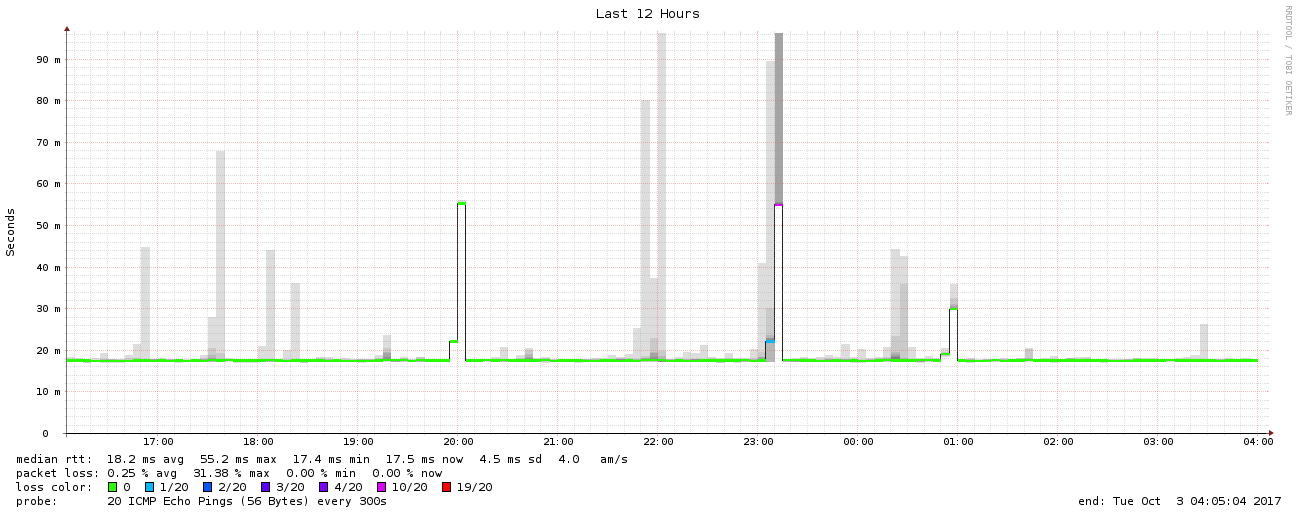 Last 12 Hours
RRDTOOL / TOBI OETIKER
Seconds
90 m
80 m
70 m
60 m
50 m
40 m
30 m
20 m
10 m
0
17:00 18:00 19:00 20:00 21:00 22:00 23:00 00:00 01:00 02:00 03:00 04:00
median rtt: 18.2 ms avg 55.2 ms max 17.4 ms min 17.5 ms now 4.5 ms sd 4.0 am/s
packet loss: 0.25 % avg 31.38 % max 0.00 % min 0.00 % now
loss color: 0 1/20 2/20 3/20 4/20 10/20 19/20
probe: 20 ICMP Echo Pings (56 Bytes) every 300s end: Tue Oct 3 04:05:04 2017